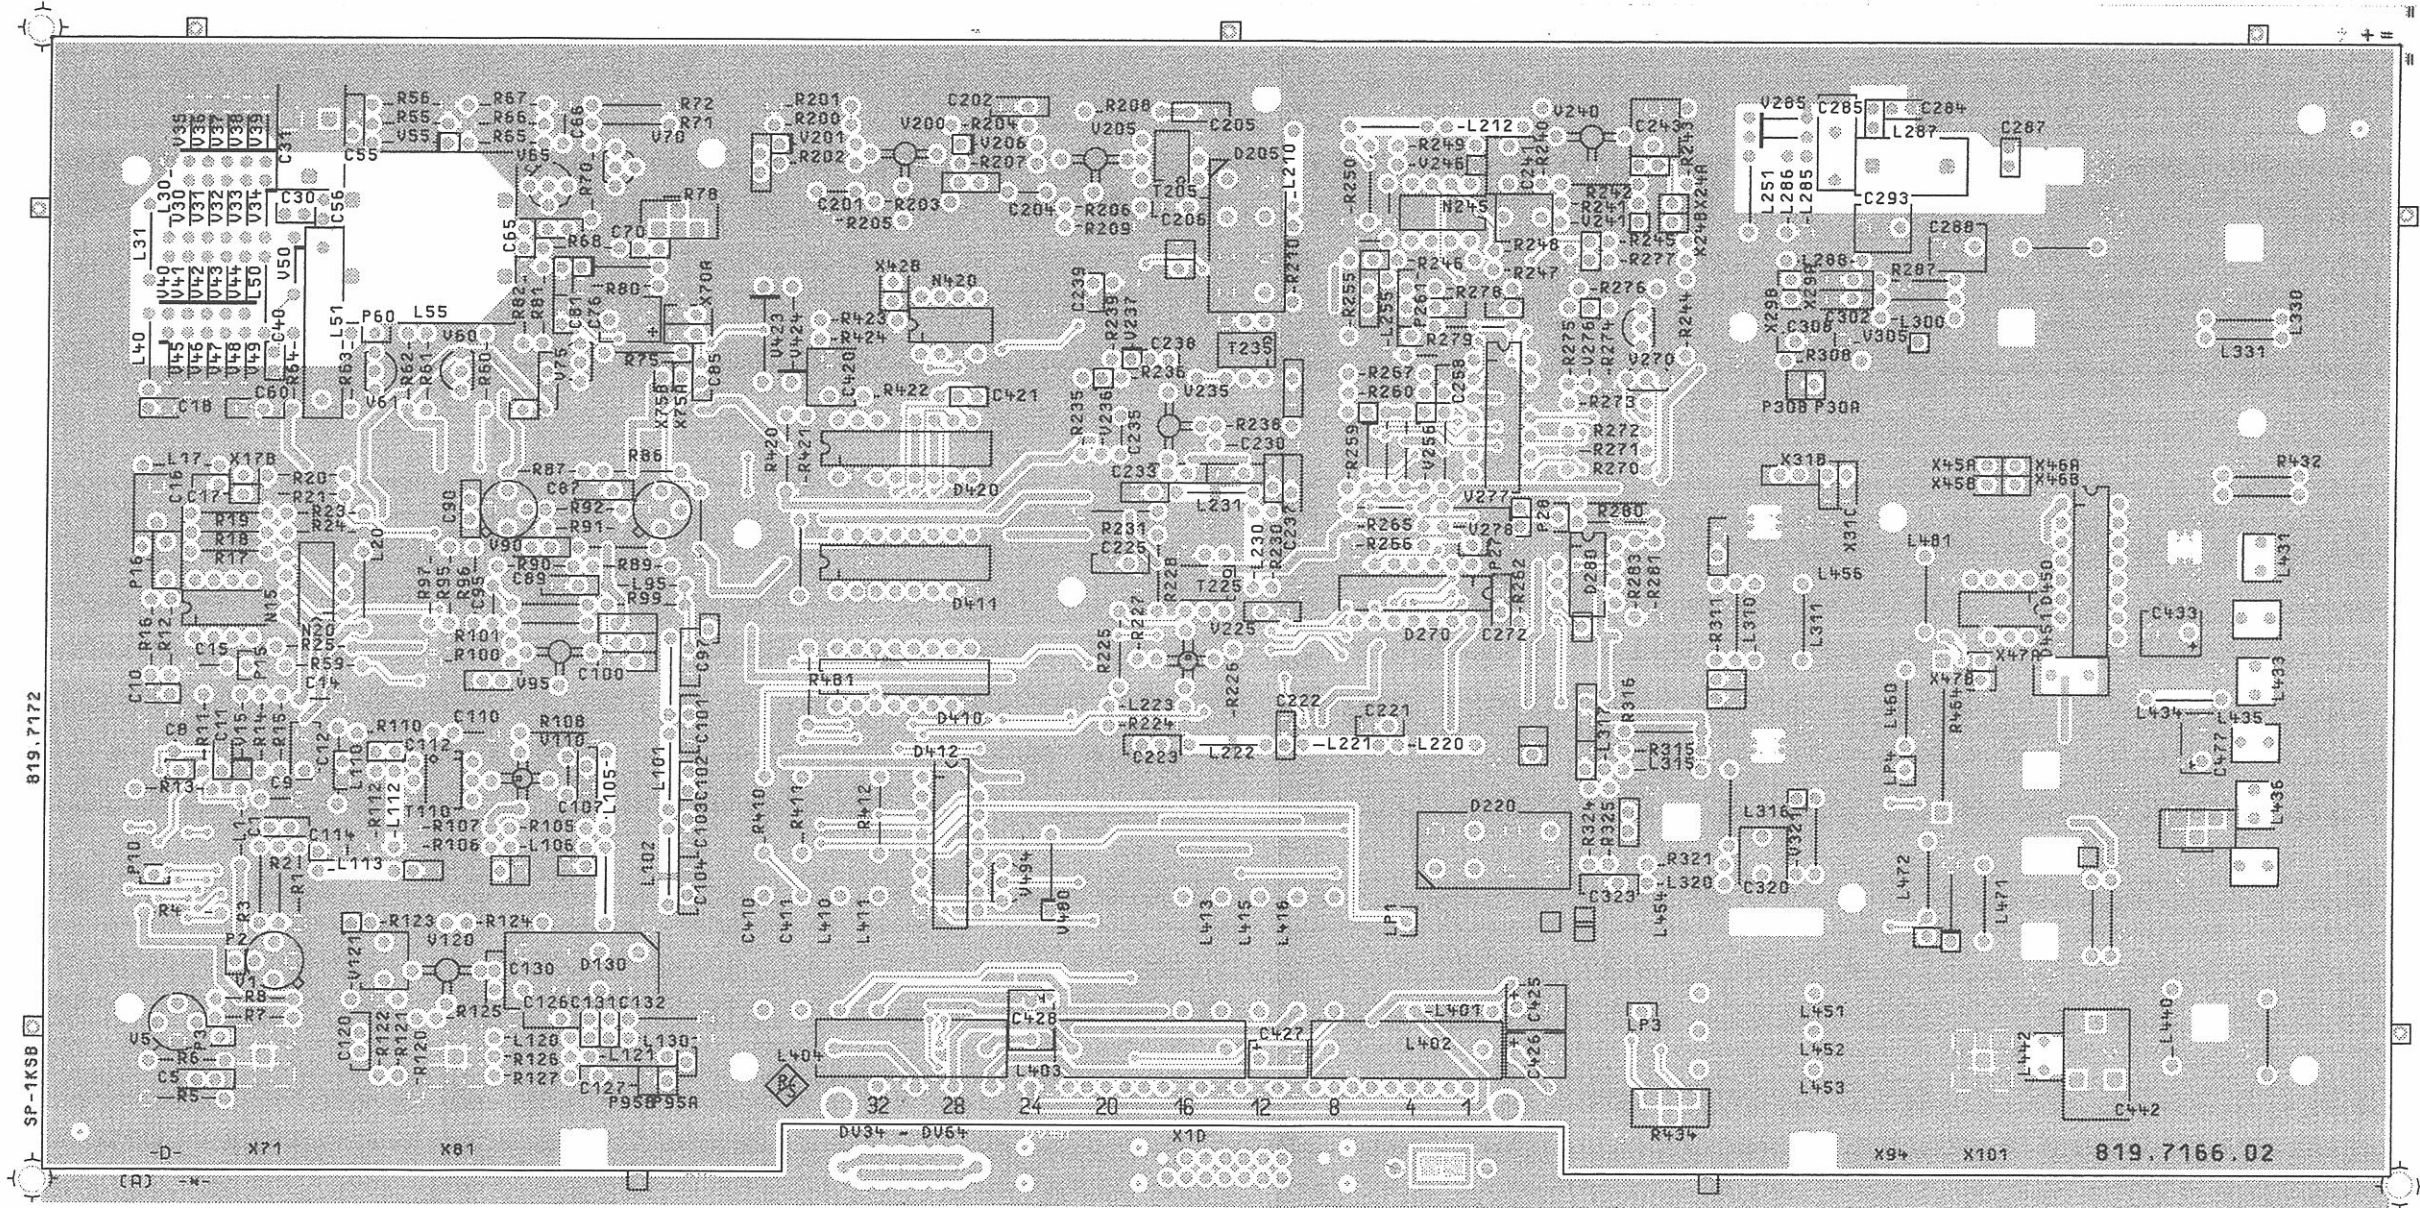 R56 R67 R72 R201 C202 R208 V240 V285 C285 C284
V35 V36 V37 V38 V39 R55 R66 C66 R71 R200 V200 R204 V205 C205 L212 C243 R243 L287 C287
C31 V55 R65 V70 V201 V206 R249 R240
L30 C55 V65 R70 R202 R207 D205 L210 R250 V246 C241
V30 V31 V32 V33 V34 C30 C56 R78 C201 R203 R206 T205 N245 R242 X24A L251 L286 L285 C293
L31 C65 R205 C204 R209 C206 R241 V241
R68 C70 R210 R248 R245 X24B C288
V40 V41 V42 V43 V44 L50 V50 R80 X42B N420 C239 R255 R246 R247 R277 L288 R287
R82 R81 C81 C76 X70A L255 P261 R278 R276 X29B X29A
L40 C40 L51 P60 L55 V60 V423 V424 R423 R239 V237 R279 R275 V276 R274 R244 C308 C302 L300 L330
V45 V46 V47 V48 V49 R64 R63 R62 R61 R60 V75 R75 C85 R424 C420 C238 T235 V270 R308 V305 L331
C18 C60 V61 X75B X75A R422 C421 R236 V235 R267 R260 C258 P30B P30A
R420 R421 R235 V236 C235 R238 C230 R259 V256 R273 R272 R271 R270
L17 X17B R20 R87 R86 C233 X31B X45A X46A R432
C16 C17 R21 C90 C87 D420 L231 V277 X45B X46B
R19 R23 R24 R92 R91 R231 L230 R230 C237 R265 V278 P28 R280 X31C
R18 R17 L20 V90 R266 L481 L431
P16 R97 R95 R96 C95 R90 C89 R89 L95 C225 R228 T225 P27 R262 D280 R283 R281 L456 D450
R16 R12 N15 N20 R99 D411 R227 V225 D270 C272 R311 L310 L311 D451 C433
C15 P15 R25 R59 R101 R100 C100 C97 R225 R226 X47A
C10 C14 V95 R481 X47B L433
C8 R11 C11 V15 R14 R15 C12 R110 C110 R108 V110 C101 D410 L223 R224 C222 C221 R316 L460 R464 L434 L435
R13 C9 L110 C112 L105 L101 C102 D412 C223 L222 L221 L220 L317 R315 L315 LP4 C477
L1 C1 R112 L112 T110 C107 R410 R411 R412 D220 R324 R325 L316 V321 L436
C114 R107 R105 C103
P10 R2 R1 L113 R106 L106 L102 C104 V494 R321 L320 C320 L472 L471
R4 R3 R123 R124 C410 C411 L410 L411 V480 L413 L415 L416 LP1 C323 L454
P2 V1 V121 V120 C130 D130
R8 R7 R125 C126 C131 C132 C428 L401 C425 LP3 L451 L440
V5 P3 C120 R122 R121 R120 L120 L121 L130 L404 C427 L402 C426 L452 L442
R6 C5 R5 R126 R127 C127 P95B P95A L403 L453 C442
32 28 24 20 16 12 8 4 1
DV34 - DV64 X10 R434
819.7172
SP-1KSB
-D- X71 X81 X94 X101 819.7166.02
(A)